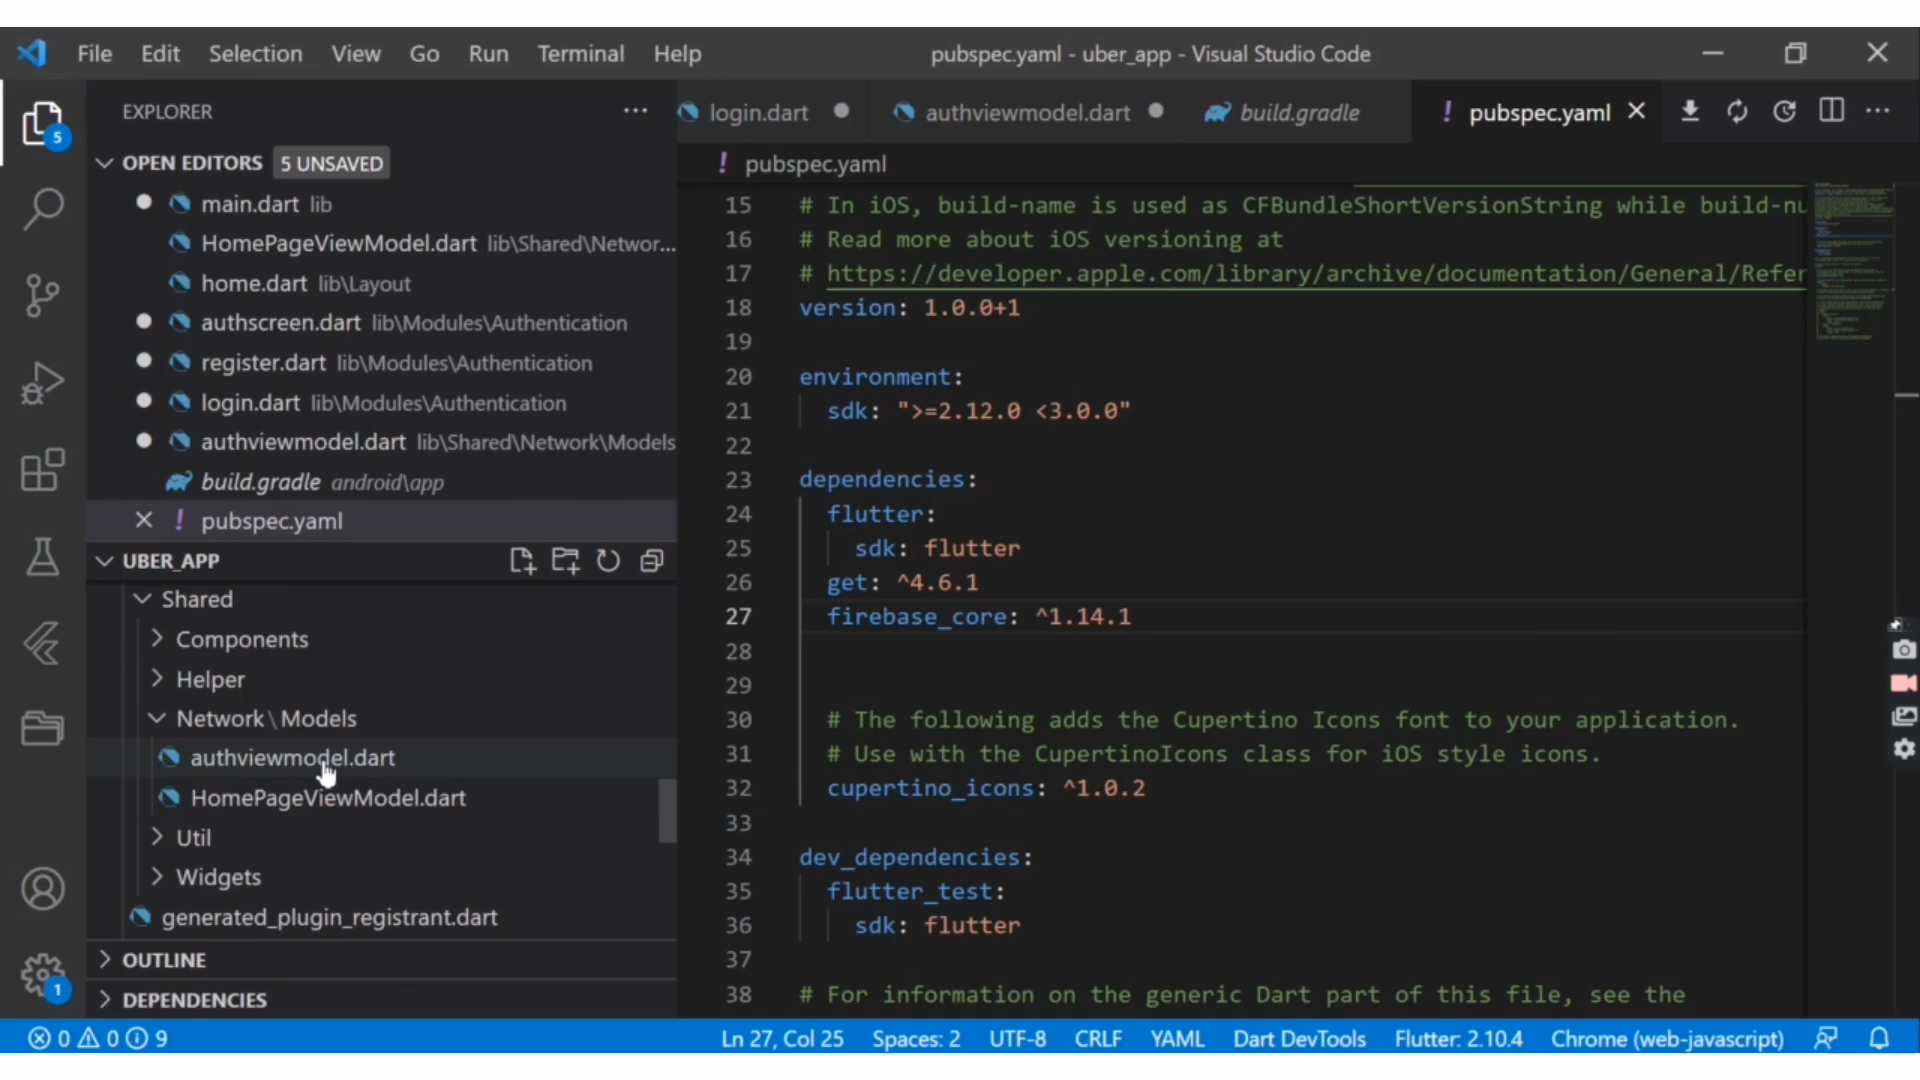 File Edit Selection View Go Run Terminal Help pubspec.yaml - uber_app - Visual Studio Code
EXPLORER
OPEN EDITORS 5 UNSAVED
main.dart lib
HomePageViewModel.dart lib\Shared\Networ...
home.dart lib\Layout
authscreen.dart lib\Modules\Authentication
register.dart lib\Modules\Authentication
login.dart lib\Modules\Authentication
authviewmodel.dart lib\Shared\Network\Models
build.gradle android\app
! pubspec.yaml
UBER_APP
Shared
Components
Helper
Network\Models
authviewmodel.dart
HomePageViewModel.dart
Util
Widgets
generated_plugin_registrant.dart
OUTLINE
DEPENDENCIES
5
1
login.dart authviewmodel.dart build.gradle ! pubspec.yaml
! pubspec.yaml
15 # In iOS, build-name is used as CFBundleShortVersionString while build-nu
16 # Read more about iOS versioning at
17 # https://developer.apple.com/library/archive/documentation/General/Refer
18 version: 1.0.0+1
19
20 environment:
21 sdk: ">=2.12.0 <3.0.0"
22
23 dependencies:
24 flutter:
25 sdk: flutter
26 get: ^4.6.1
27 firebase_core: ^1.14.1
28
29
30 # The following adds the Cupertino Icons font to your application.
31 # Use with the CupertinoIcons class for iOS style icons.
32 cupertino_icons: ^1.0.2
33
34 dev_dependencies:
35 flutter_test:
36 sdk: flutter
37
38 # For information on the generic Dart part of this file, see the
0 0 9 Ln 27, Col 25 Spaces: 2 UTF-8 CRLF YAML Dart DevTools Flutter: 2.10.4 Chrome (web-javascript)